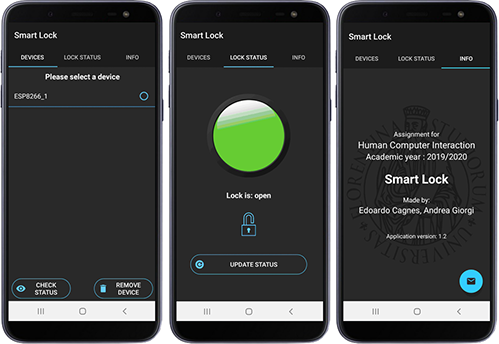 Smart Lock
DEVICES LOCK STATUS INFO
Please select a device
ESP8266_1
CHECK
STATUS
REMOVE
DEVICE
Smart Lock
DEVICES LOCK STATUS INFO
Lock is: open
UPDATE STATUS
Smart Lock
DEVICES LOCK STATUS INFO
Assignment for
Human Computer Interaction
Academic year : 2019/2020
Smart Lock
Made by:
Edoardo Cagnes, Andrea Giorgi
Application version: 1.2